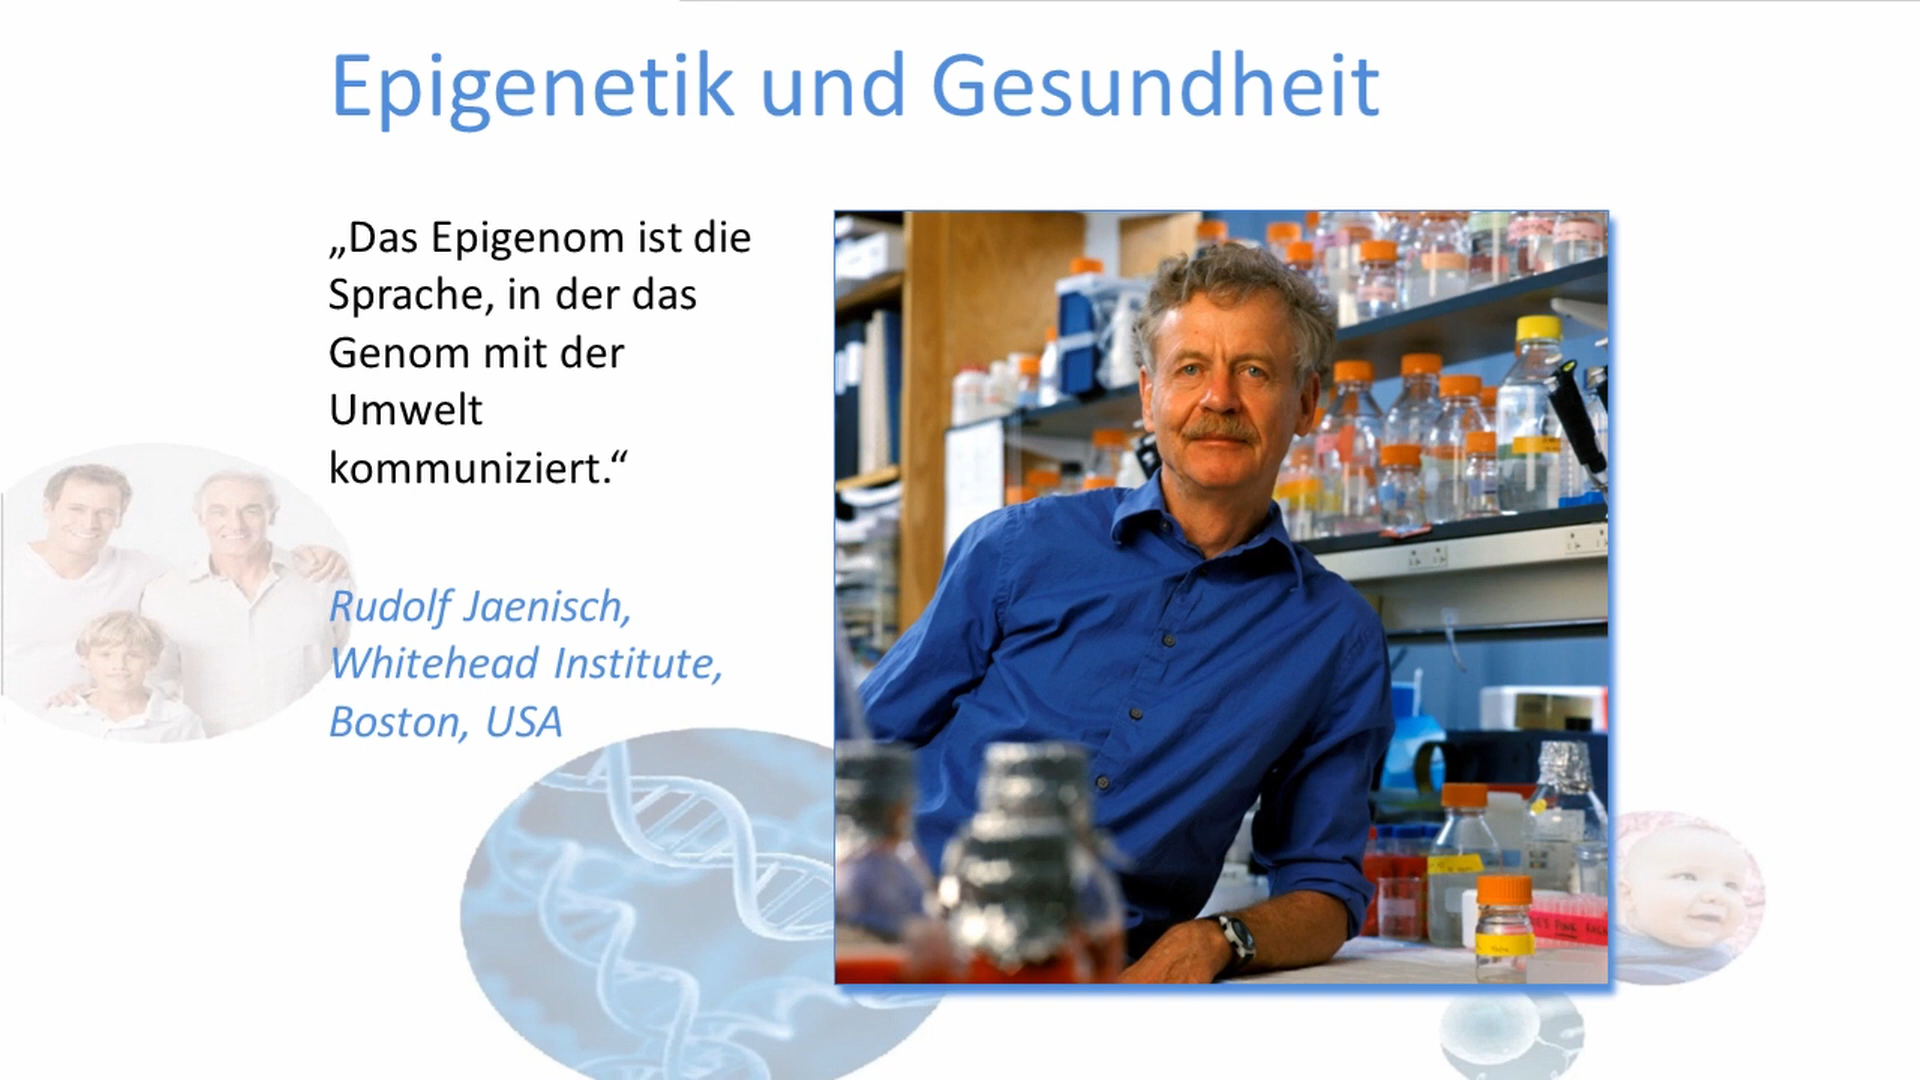 Epigenetik und Gesundheit
„Das Epigenom ist die
Sprache, in der das
Genom mit der
Umwelt
kommuniziert.“
Rudolf Jaenisch,
Whitehead Institute,
Boston, USA